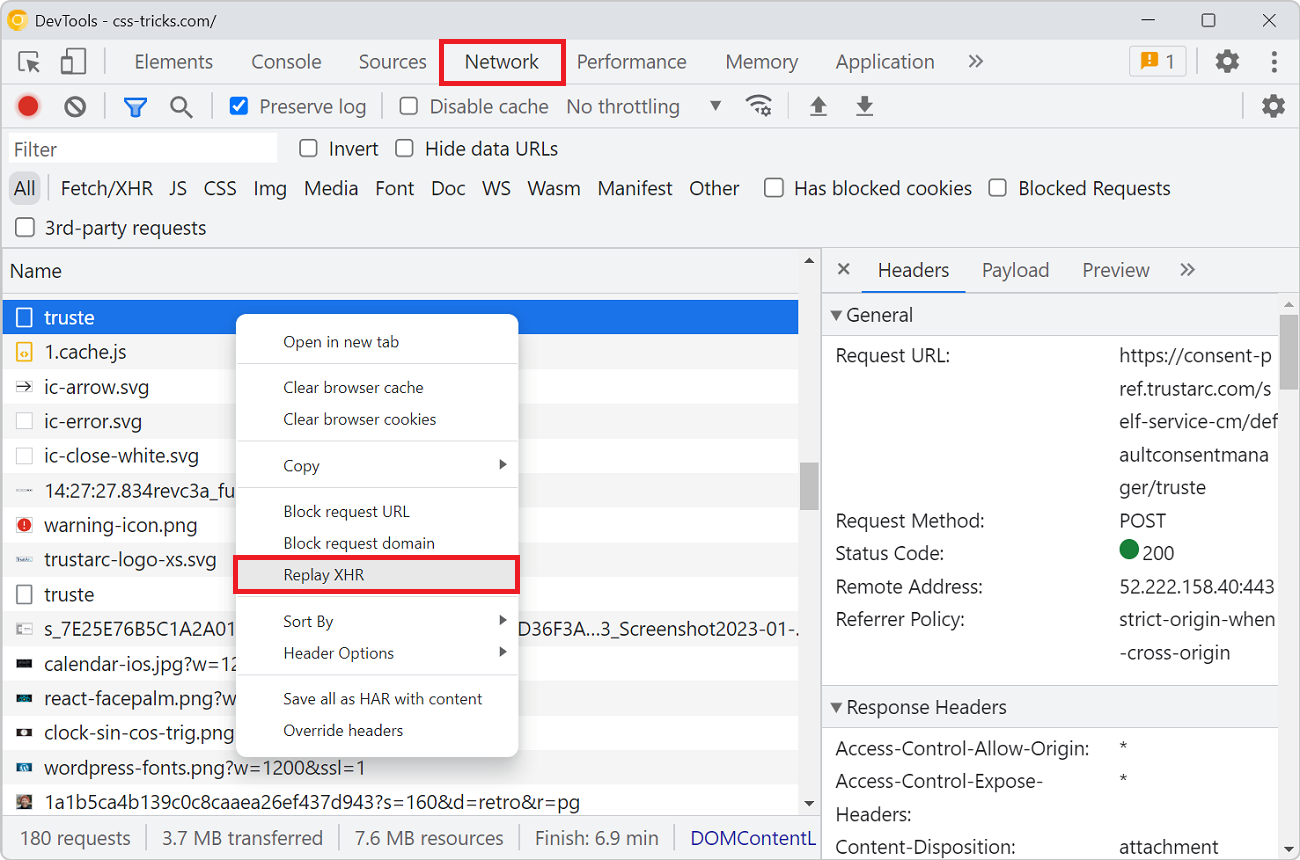 DevTools - css-tricks.com/
Elements Console Sources Network Performance Memory Application 1
Preserve log Disable cache No throttling
Filter Invert Hide data URLs
All Fetch/XHR JS CSS Img Media Font Doc WS Wasm Manifest Other Has blocked cookies Blocked Requests
3rd-party requests
Name
truste
1.cache.js
ic-arrow.svg
ic-error.svg
ic-close-white.svg
14:27:27.834revc3a_fu
warning-icon.png
trustarc-logo-xs.svg
truste
s_7E25E76B5C1A2A01 D36F3A...3_Screenshot2023-01-.
calendar-ios.jpg?w=12
react-facepalm.png?w
clock-sin-cos-trig.png
wordpress-fonts.png?w=1200&ssl=1
1a1b5ca4b139c0c8caaea26ef437d943?s=160&d=retro&r=pg
Open in new tab
Clear browser cache
Clear browser cookies
Copy
Block request URL
Block request domain
Replay XHR
Sort By
Header Options
Save all as HAR with content
Override headers
Headers Payload Preview
General
Request URL: https://consent-p
ref.trustarc.com/s
elf-service-cm/def
aultconsentmana
ger/truste
Request Method: POST
Status Code: 200
Remote Address: 52.222.158.40:443
Referrer Policy: strict-origin-when
-cross-origin
Response Headers
Access-Control-Allow-Origin: *
Access-Control-Expose- *
Headers:
Content-Disposition: attachment
180 requests 3.7 MB transferred 7.6 MB resources Finish: 6.9 min DOMContentL